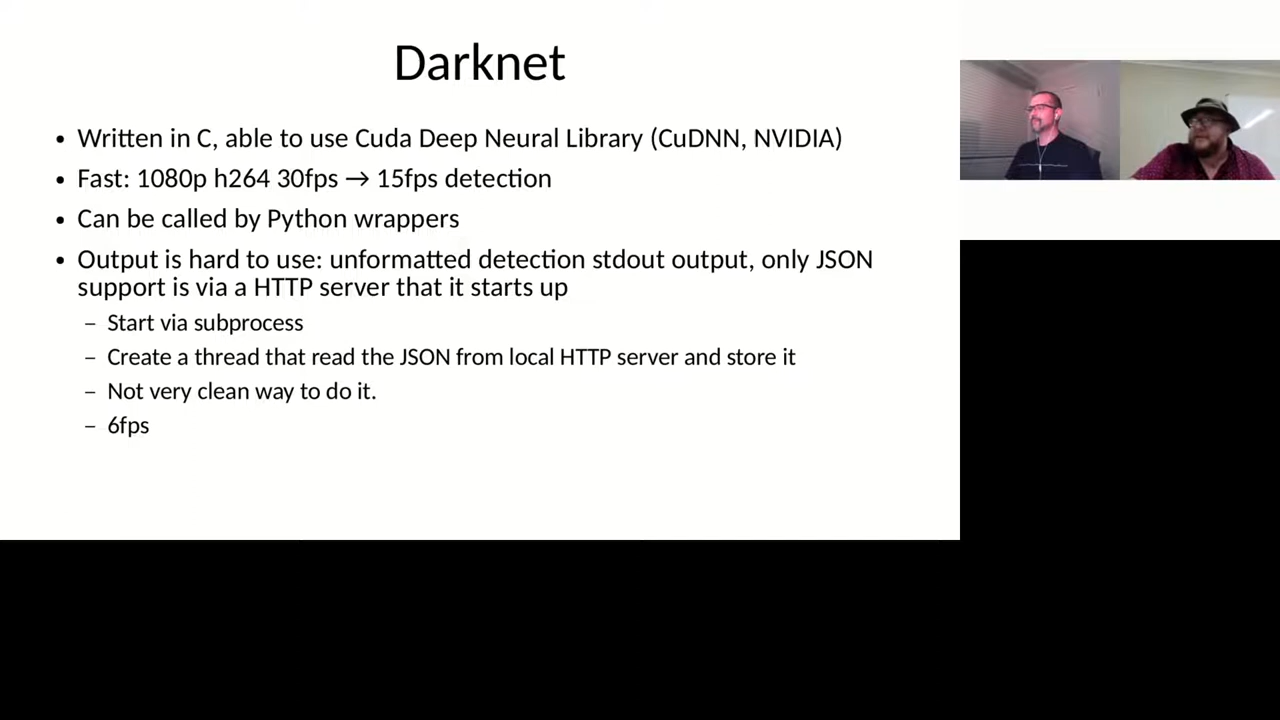 Darknet
• Written in C, able to use Cuda Deep Neural Library (CuDNN, NVIDIA)
• Fast: 1080p h264 30fps → 15fps detection
• Can be called by Python wrappers
• Output is hard to use: unformatted detection stdout output, only JSON
support is via a HTTP server that it starts up
– Start via subprocess
– Create a thread that read the JSON from local HTTP server and store it
– Not very clean way to do it.
– 6fps